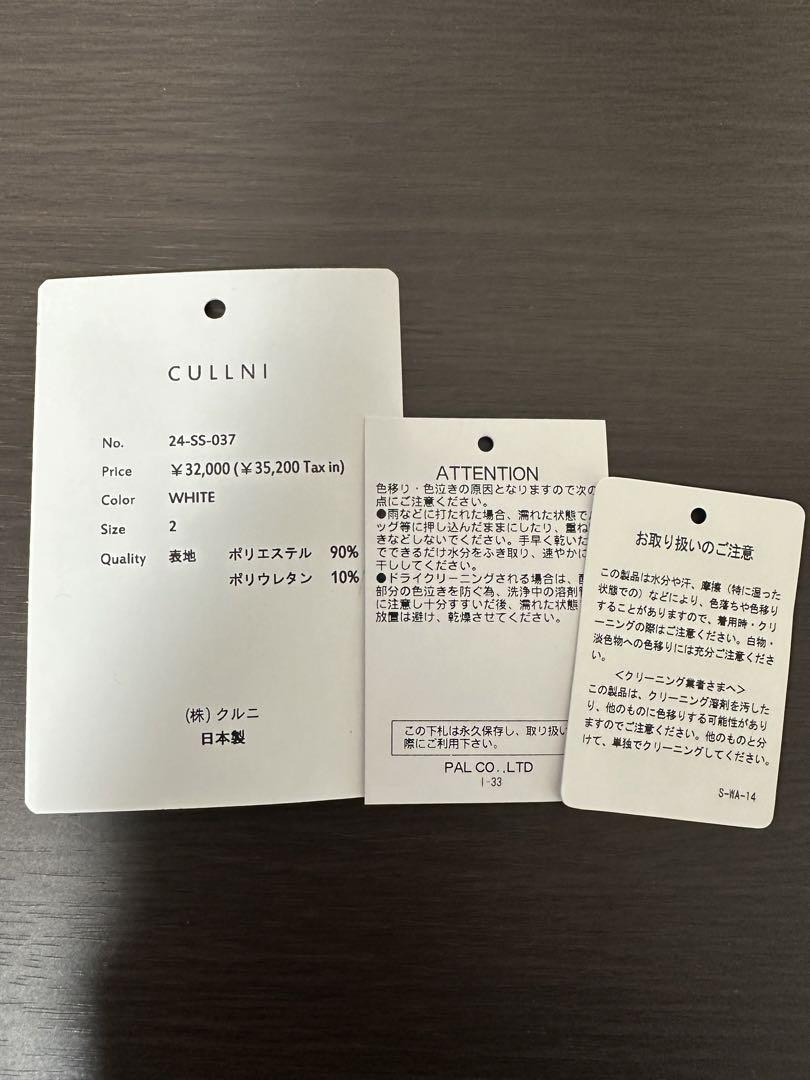 CULLNI
No. 24-SS-037
Price ￥32,000 (￥35,200 Tax in)
Color WHITE
Size 2
Quality 表地 ポリエステル 90%
ポリウレタン 10%
(株) クルニ
日本製
ATTENTION
色移り・色泣きの原因となりますので次の
点にご注意ください。
●雨などに打たれた場合、濡れた状態で
ッグ等に押し込んだままにしたり、重ね
きなどしないでください。手早く乾いた
でできるだけ水分をふき取り、速やかに
干ししてください。
●ドライクリーニングされる場合は、
部分の色泣きを防ぐ為、洗浄中の溶剤
に注意し十分すすいだ後、濡れた状態
放置は避け、乾燥させてください。
この下札は永久保存し、取り扱い
際にご利用下さい。
PAL CO.,LTD
I-33
お取り扱いのご注意
この製品は水分や汗、摩擦（特に湿った
状態での）などにより、色落ちや色移り
することがありますので、着用時・クリ
ーニングの際はご注意ください。白物・
淡色物への色移りには充分ご注意くださ
い。
＜クリーニング業者さまへ＞
この製品は、クリーニング溶剤を汚した
り、他のものに色移りする可能性があり
ますのでご注意ください。他のものと分
けて、単独でクリーニングしてください。
S-WA-14